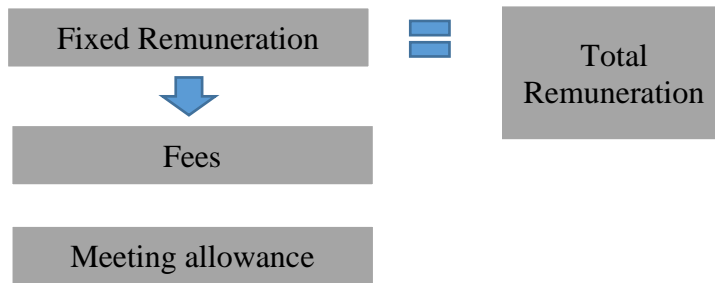 Fixed Remuneration
Total
Remuneration
Fees
Meeting allowance